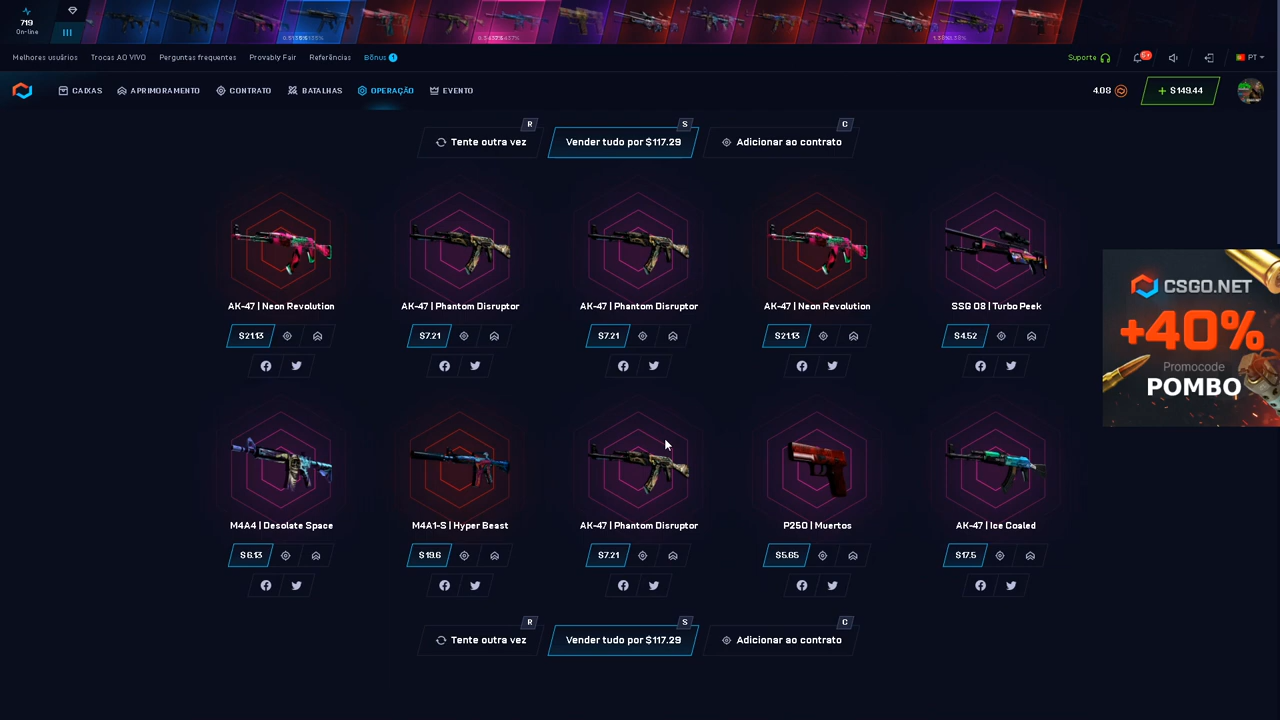 719
On-line
Melhores usuários Trocas AO VIVO Perguntas frequentes Provably Fair Referências Bônus
Suporte 5+ PT
CAIXAS APRIMORAMENTO CONTRATO BATALHAS OPERAÇÃO EVENTO
4.08 + $149.44
R S C
Tente outra vez Vender tudo por $117.29 Adicionar ao contrato
AK-47 | Neon Revolution AK-47 | Phantom Disruptor AK-47 | Phantom Disruptor AK-47 | Neon Revolution SSG 08 | Turbo Peek
$21.13 $7.21 $7.21 $21.13 $4.52
CSGO.NET
+40%
Promocode
POMBO
M4A4 | Desolate Space M4A1-S | Hyper Beast AK-47 | Phantom Disruptor P250 | Muertos AK-47 | Ice Coaled
$6.13 $19.6 $7.21 $5.65 $17.5
R S C
Tente outra vez Vender tudo por $117.29 Adicionar ao contrato